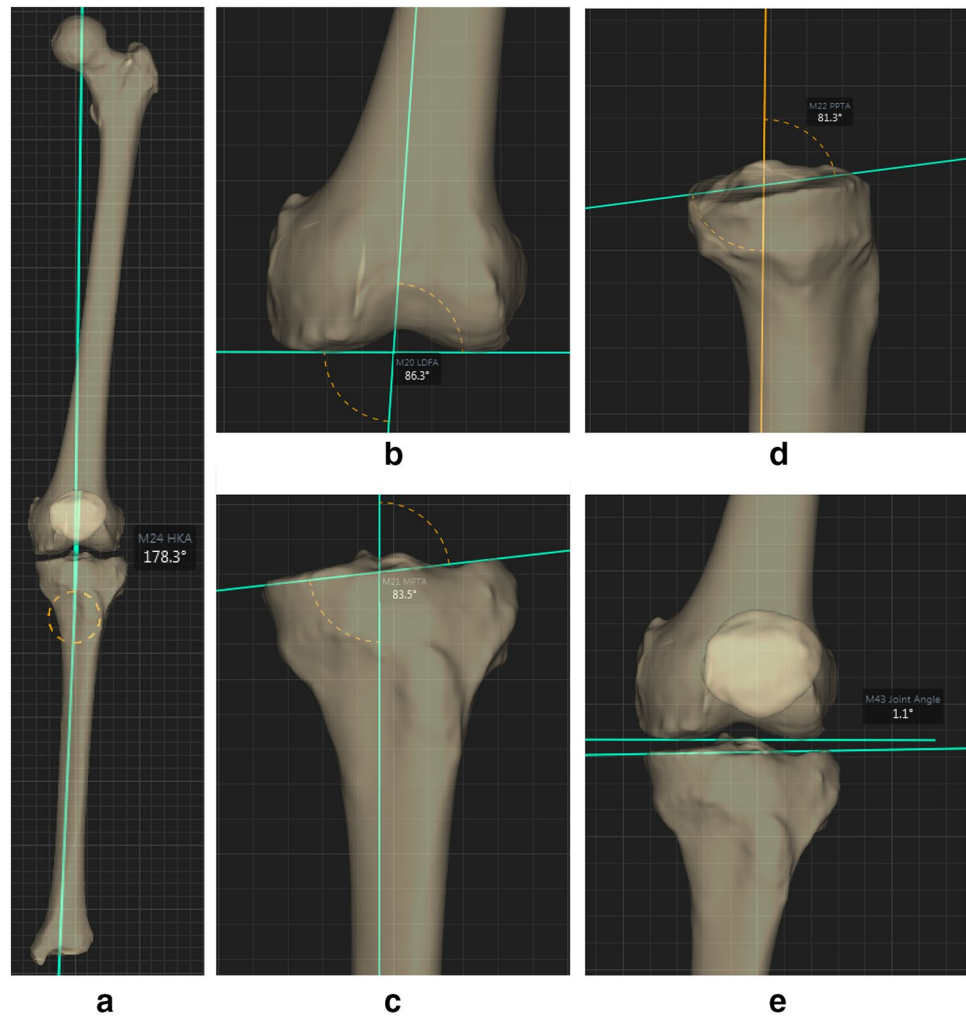 M24 HKA
178.3°
a
M20 LDFA
86.3°
b
M22 PPTA
81.3°
d
M21 MPTA
83.5°
c
M43 Joint Angle
1.1°
e